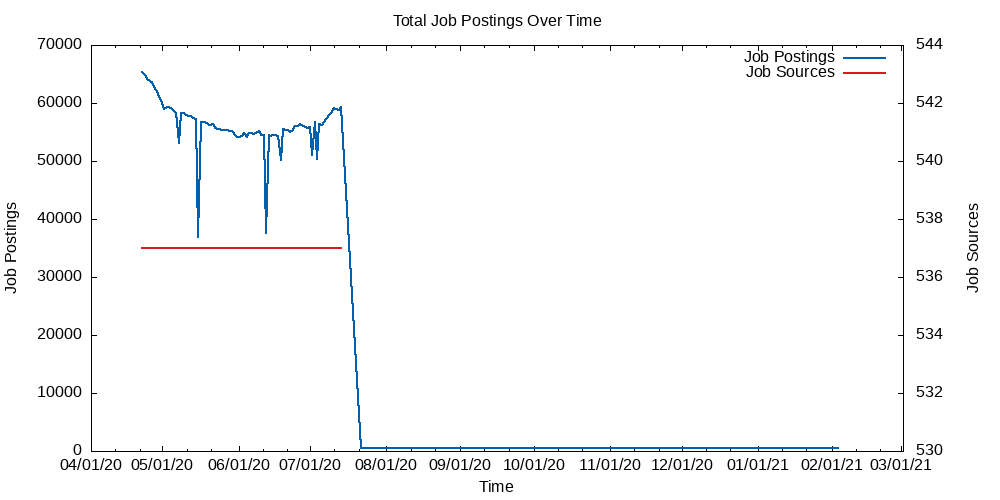 Total Job Postings Over Time
Job Postings
Job Sources
70000
60000
50000
40000
30000
20000
10000
0
Job Postings
544
542
540
538
536
534
532
530
Job Sources
04/01/20 05/01/20 06/01/20 07/01/20 08/01/20 09/01/20 10/01/20 11/01/20 12/01/20 01/01/21 02/01/21 03/01/21
Time